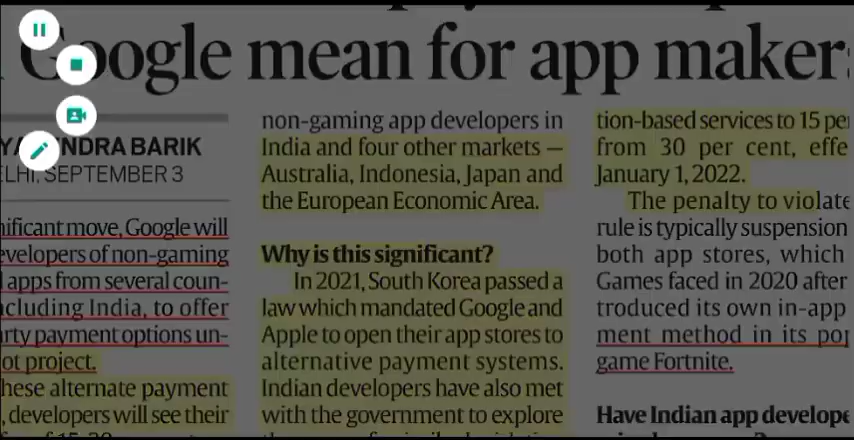 Google mean for app maker
NDRA BARIK
ELHI, SEPTEMBER 3
nificant move, Google will
evelopers of non-gaming
apps from several coun-
cluding India, to offer
arty payment options un-
ot project.
hese alternate payment
, developers will see their
non-gaming app developers in
India and four other markets —
Australia, Indonesia, Japan and
the European Economic Area.
Why is this significant?
In 2021, South Korea passed a
law which mandated Google and
Apple to open their app stores to
alternative payment systems.
Indian developers have also met
with the government to explore
tion-based services to 15 pe
from 30 per cent, effe
January 1, 2022.
The penalty to violate
rule is typically suspension
both app stores, which
Games faced in 2020 after
troduced its own in-app
ment method in its pop
game Fortnite.
Have Indian app develope